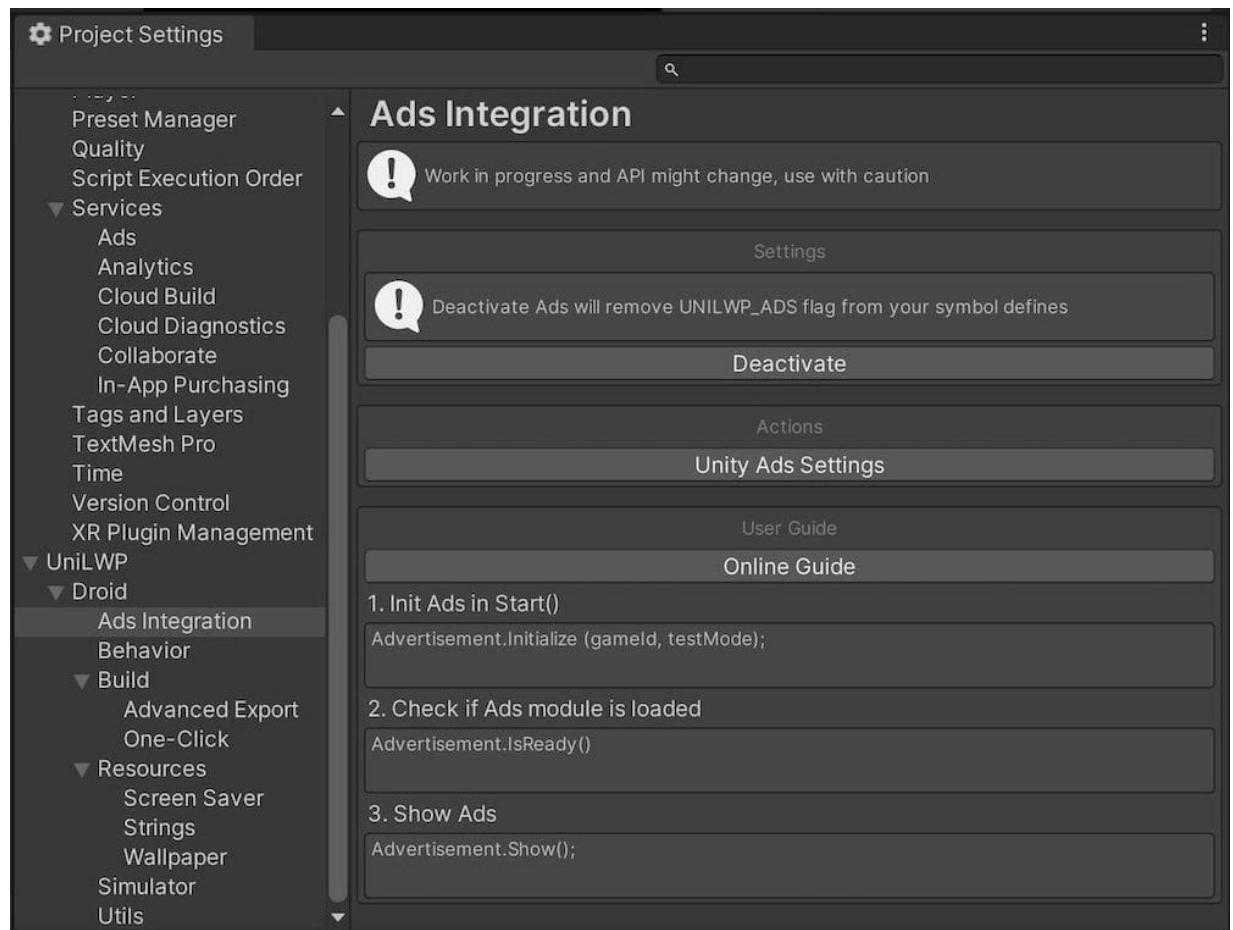 Project Settings
Preset Manager
Quality
Script Execution Order
Services
Ads
Analytics
Cloud Build
Cloud Diagnostics
Collaborate
In-App Purchasing
Tags and Layers
TextMesh Pro
Time
Version Control
XR Plugin Management
UniLWP
Droid
Ads Integration
Behavior
Build
Advanced Export
One-Click
Resources
Screen Saver
Strings
Wallpaper
Simulator
Utils
Ads Integration
Work in progress and API might change, use with caution
Settings
Deactivate Ads will remove UNILWP_ADS flag from your symbol defines
Deactivate
Actions
Unity Ads Settings
User Guide
Online Guide
1. Init Ads in Start()
Advertisement.Initialize (gameId, testMode);
2. Check if Ads module is loaded
Advertisement.IsReady()
3. Show Ads
Advertisement.Show();